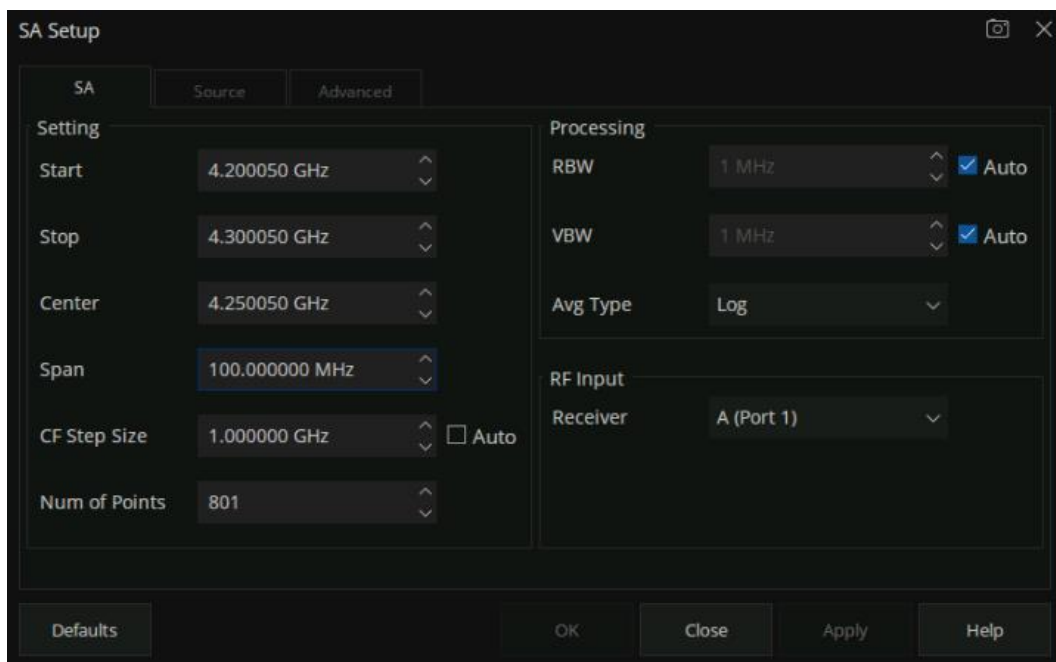 SA Setup
SA
Source
Advanced
Setting
Start
4.200050 GHz
Stop
4.300050 GHz
Center
4.250050 GHz
Span
100.000000 MHz
CF Step Size
1.000000 GHz
Auto
Num of Points
801
Processing
RBW
1 MHz
Auto
VBW
1 MHz
Auto
Avg Type
Log
RF Input
Receiver
A (Port 1)
Defaults
OK
Close
Apply
Help